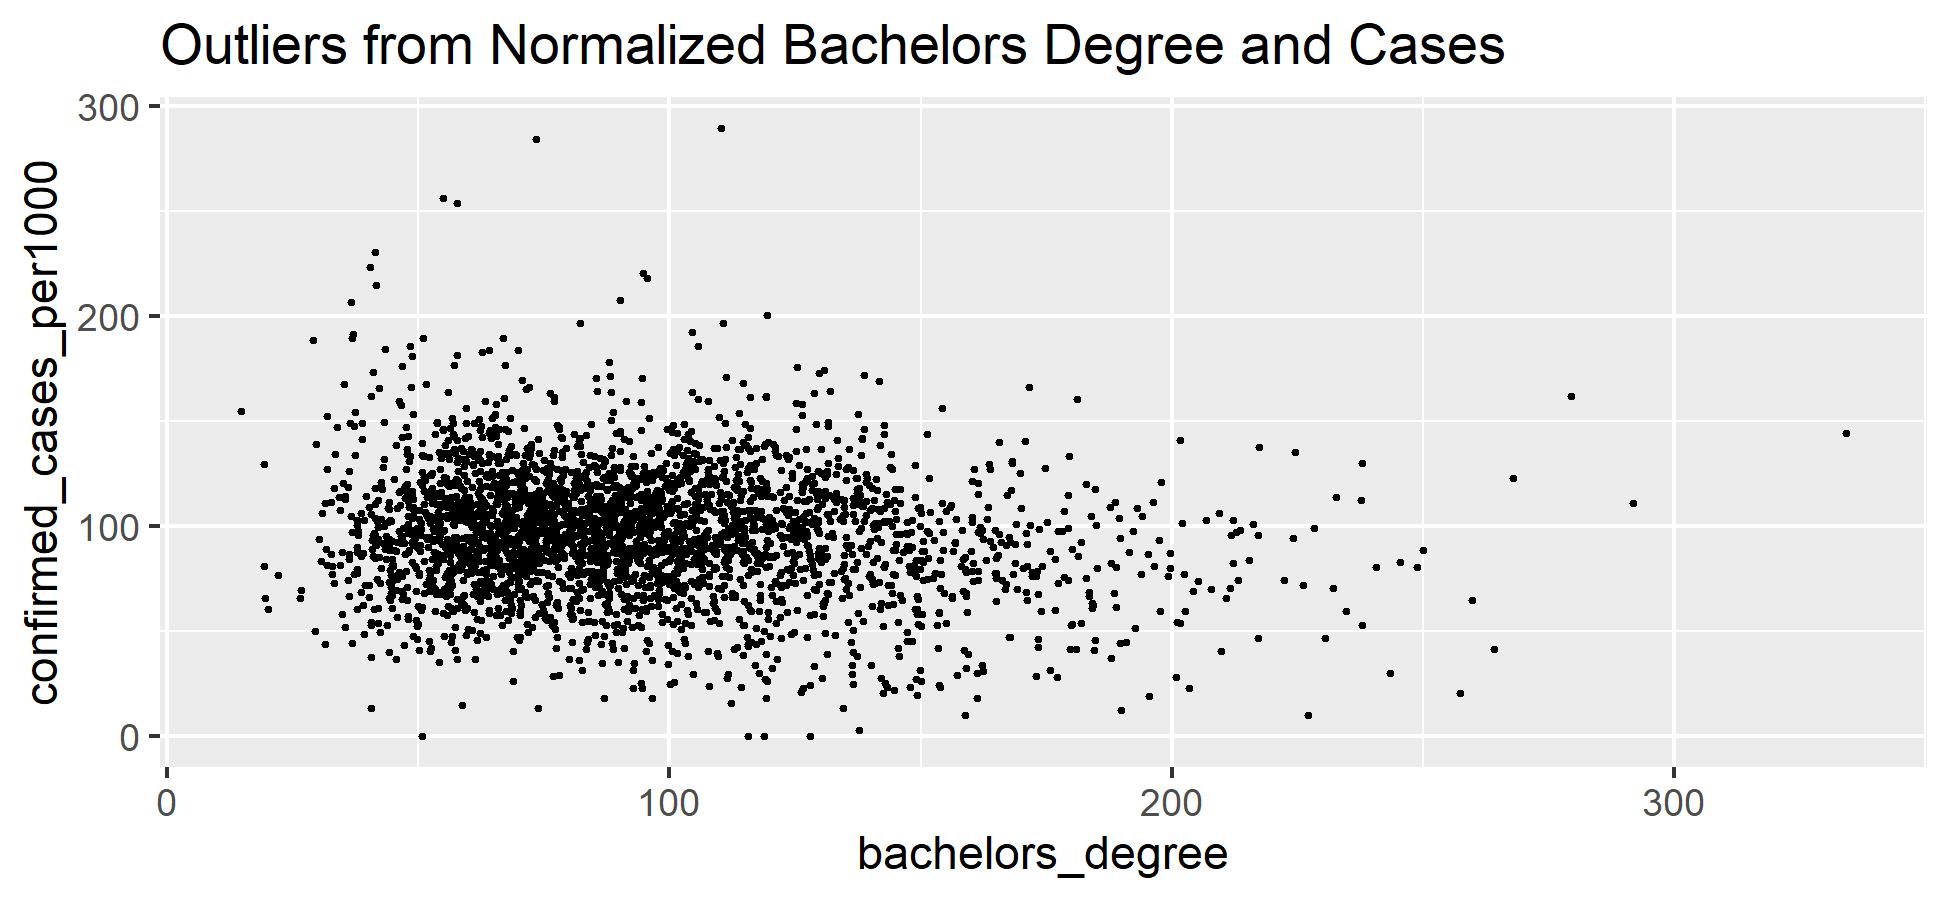 Outliers from Normalized Bachelors Degree and Cases
confirmed_cases_per1000
300
200
100
0
0 100 200 300
bachelors_degree